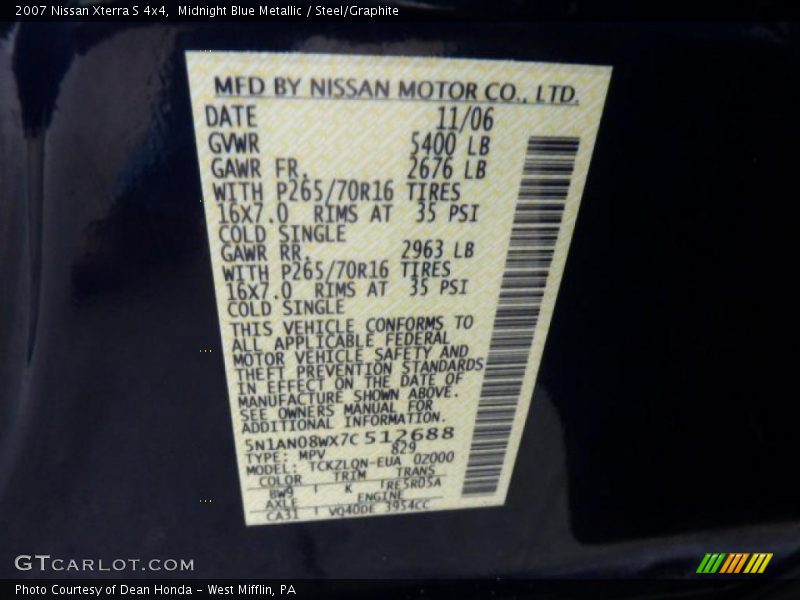 2007 Nissan Xterra S 4x4,  Midnight Blue Metallic / Steel/Graphite
MFD BY NISSAN MOTOR CO., LTD.
DATE 11/06
GVWR 5400 LB
GAWR FR. 2676 LB
WITH P265/70R16 TIRES
16X7.0 RIMS AT 35 PSI
COLD SINGLE
GAWR RR. 2963 LB
WITH P265/70R16 TIRES
16X7.0 RIMS AT 35 PSI
COLD SINGLE
THIS VEHICLE CONFORMS TO
ALL APPLICABLE FEDERAL
MOTOR VEHICLE SAFETY AND
THEFT PREVENTION STANDARDS
IN EFFECT ON THE DATE OF
MANUFACTURE SHOWN ABOVE.
SEE OWNERS MANUAL FOR
ADDITIONAL INFORMATION.
5N1AN08WX7C512688
TYPE: MPV 829
MODEL: TCKZLQN-EUA 02000
COLOR TRIM TRANS
BW9 K TRE5R05A
AXLE ENGINE
CA31 VQ40DE 3954CC
GTCARLOT.COM
Photo Courtesy of Dean Honda - West Mifflin, PA